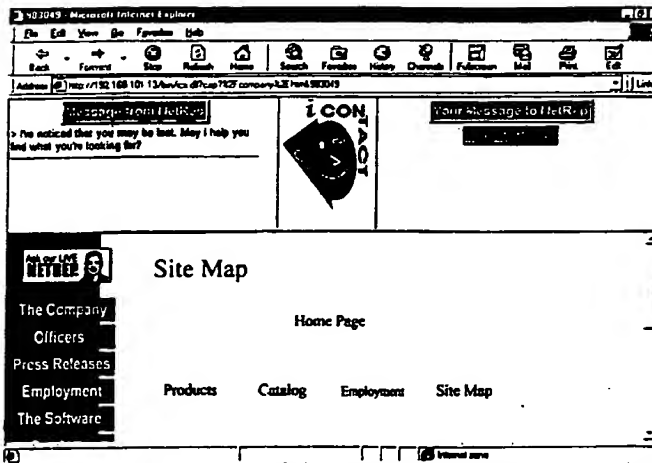 903049 - Microsoft Internet Explorer
File Edit View Go Favorites Help
Back Forward Stop Refresh Home Search Favorites History Channels Fullscreen Mail Print Edit
Address Link
Message from NetRep
> I've noticed that you may be lost. May I help you
find what you're looking for?
i CONTACT
Your Message to NetRep
Ask our LIVE
NETREP
The Company
Officers
Press Releases
Employment
The Software
Site Map
Home Page
Products Catalog Employment Site Map
Internet zone